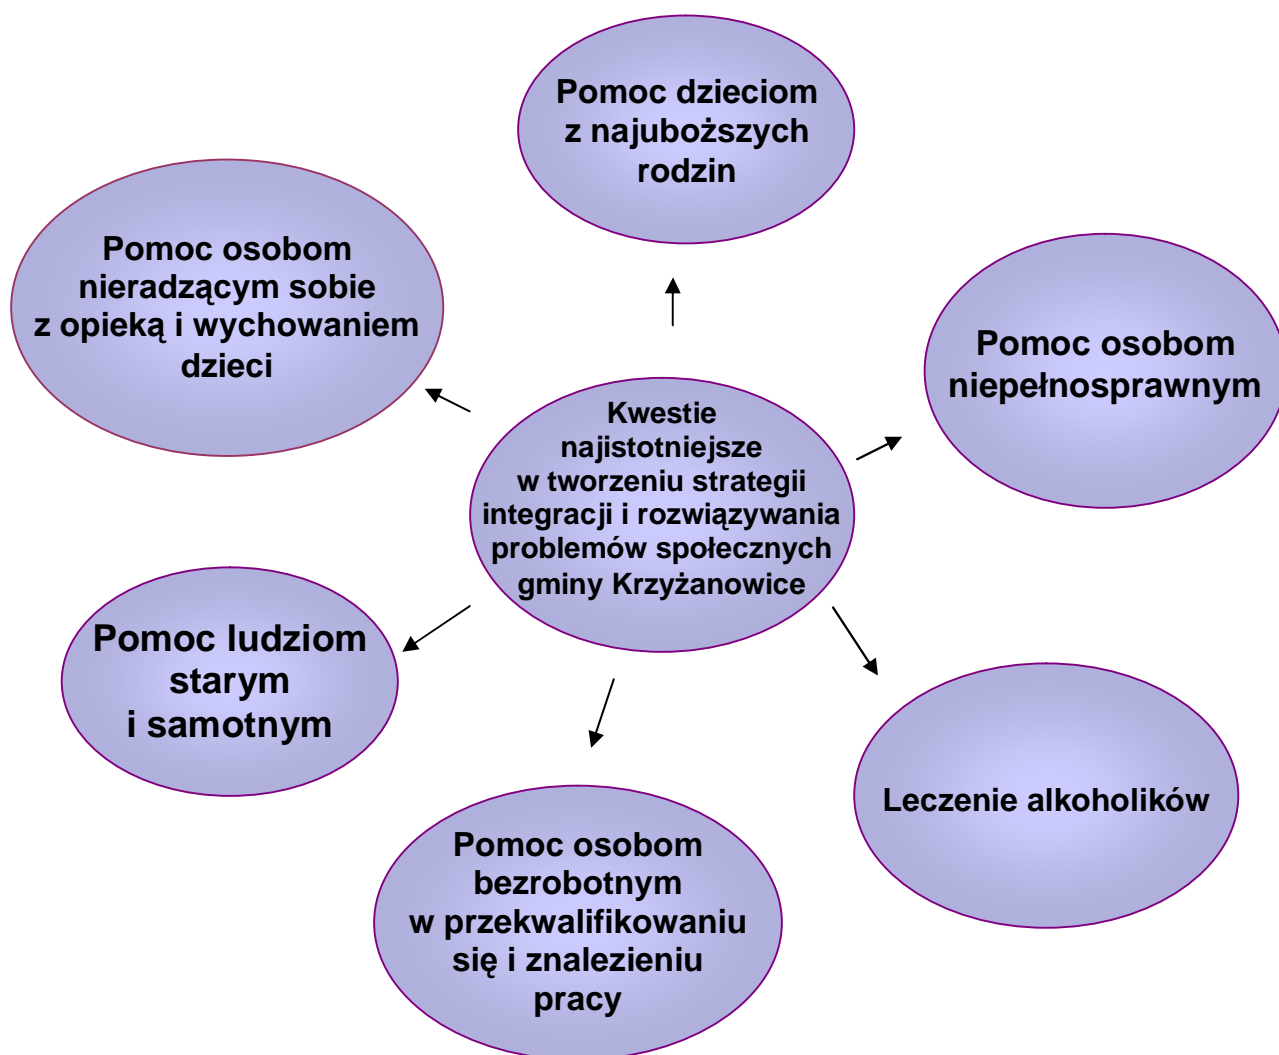 Pomoc dzieciom
z najuboższych
rodzin
Pomoc osobom
nieradzącym sobie
z opieką i wychowaniem
dzieci
Pomoc osobom
niepełnosprawnym
Kwestie
najistotniejsze
w tworzeniu strategii
integracji i rozwiązywania
problemów społecznych
gminy Krzyżanowice
Pomoc ludziom
starym
i samotnym
Leczenie alkoholików
Pomoc osobom
bezrobotnym
w przekwalifikowaniu
się i znalezieniu
pracy